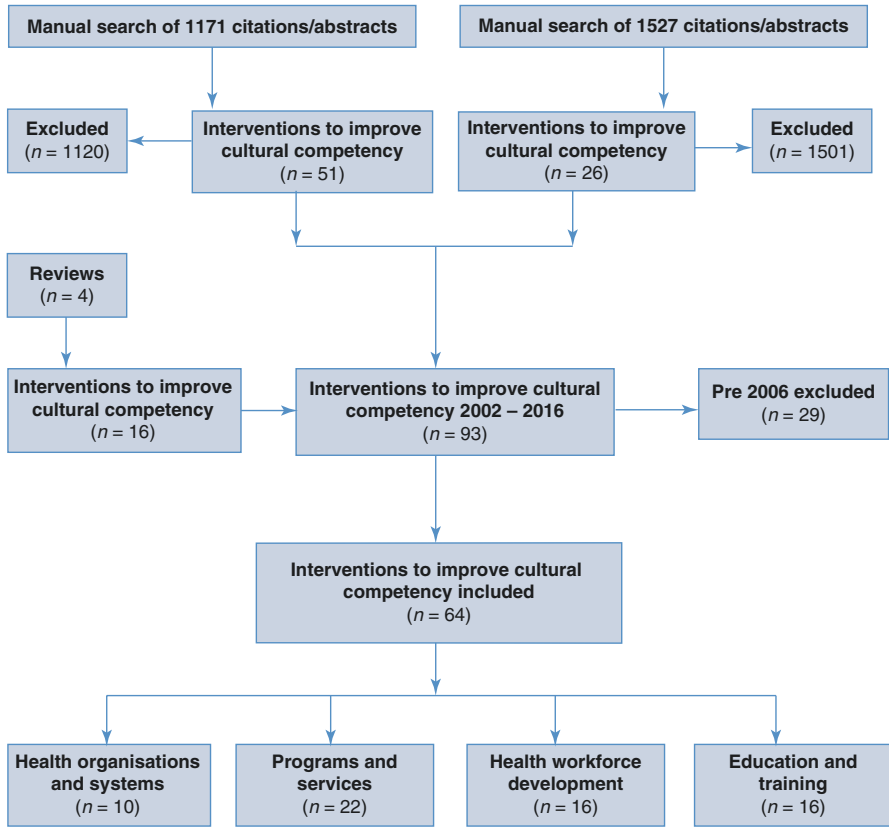 Manual search of 1171 citations/abstracts
Manual search of 1527 citations/abstracts
Excluded
(n = 1120)
Interventions to improve
cultural competency
(n = 51)
Interventions to improve
cultural competency
(n = 26)
Excluded
(n = 1501)
Reviews
(n = 4)
Interventions to improve
cultural competency
(n = 16)
Interventions to improve cultural
competency 2002 – 2016
(n = 93)
Pre 2006 excluded
(n = 29)
Interventions to improve cultural
competency included
(n = 64)
Health organisations
and systems
(n = 10)
Programs and
services
(n = 22)
Health workforce
development
(n = 16)
Education and
training
(n = 16)